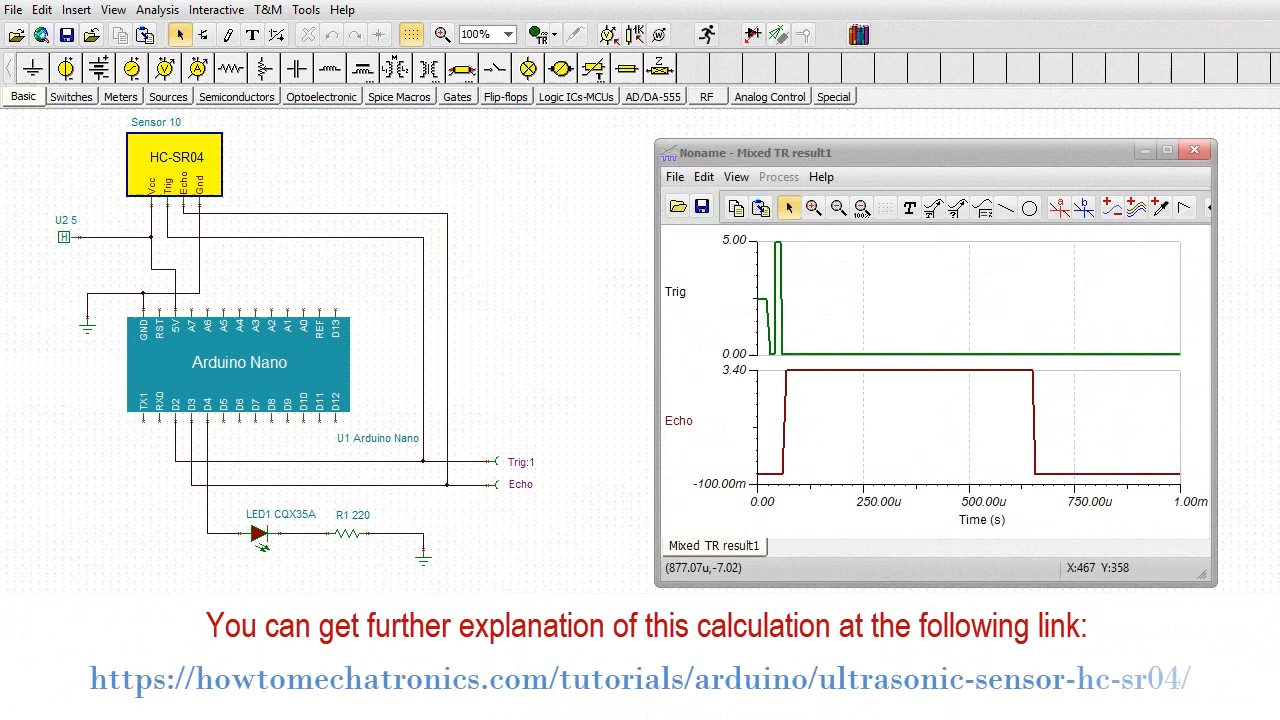 File Edit Insert View Analysis Interactive T&M Tools Help
TR 100%
Basic Switches Meters Sources Semiconductors Optoelectronic Spice Macros Gates Flip-flops Logic ICs-MCUs AD/DA-555 RF Analog Control Special
Sensor 10
HC-SR04
Vcc Trig Echo Gnd
U2 5
H
GND RST 5V A7 A6 A5 A4 A3 A2 A1 A0 REF D13
Arduino Nano
TX1 RX0 D2 D3 D4 D5 D6 D7 D8 D9 D10 D11 D12
U1 Arduino Nano
Trig:1
Echo
LED1 CQX35A R1 220
Noname - Mixed TR result1
File Edit View Process Help
T a b
5.00
Trig
0.00
3.40
Echo
-100.00m
0.00 250.00u 500.00u 750.00u 1.00m
Time (s)
Mixed TR result1
(877.07u,-7.02) X:467 Y:358
You can get further explanation of this calculation at the following link:
https://howtomechatronics.com/tutorials/arduino/ultrasonic-sensor-hc-sr04/